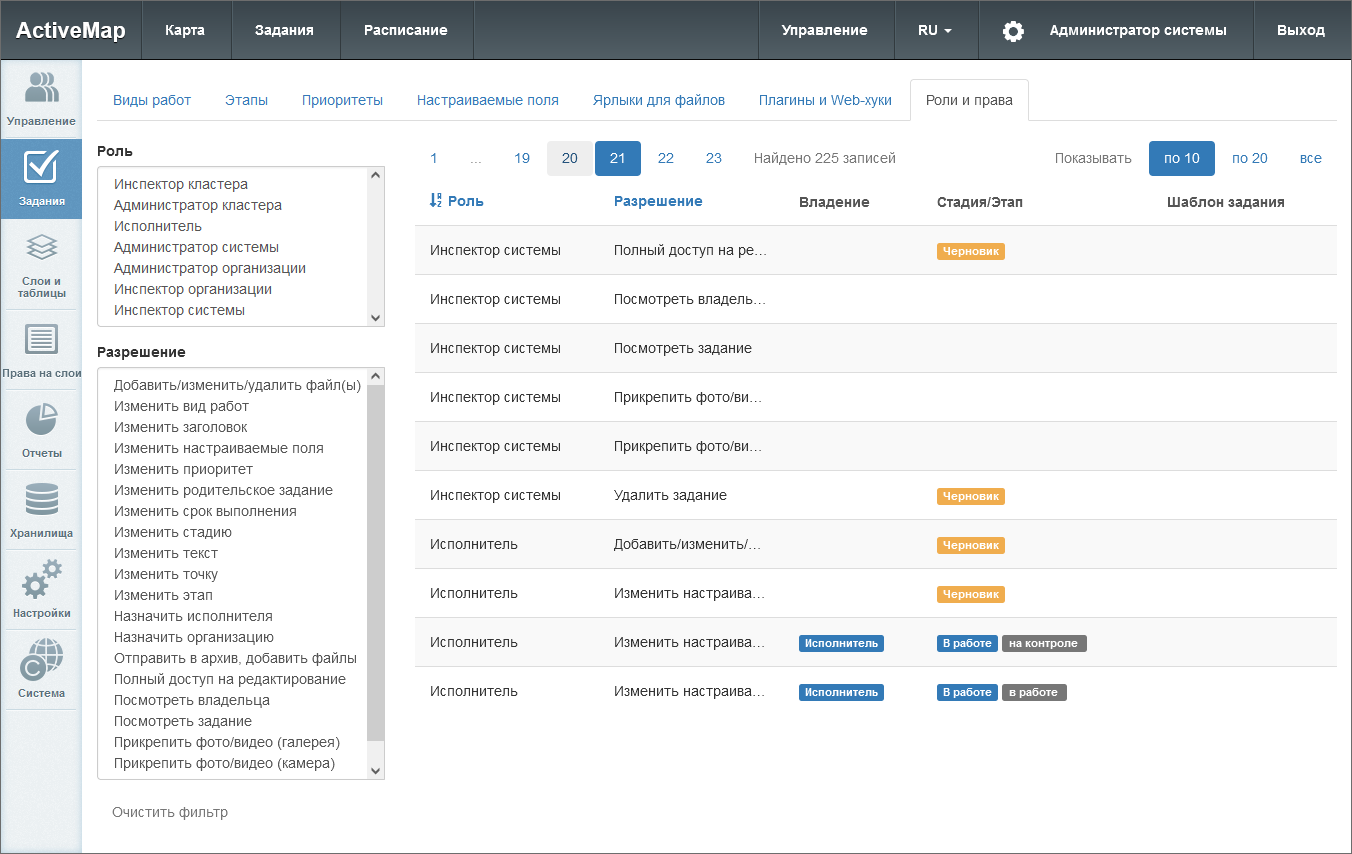 ActiveMap Карта Задания Расписание Управление RU Администратор системы Выход
Управление
Задания
Слои и
таблицы
Права на слои
Отчеты
Хранилища
Настройки
Система
Виды работ Этапы Приоритеты Настраиваемые поля Ярлыки для файлов Плагины и Web-хуки Роли и права
Роль
Инспектор кластера
Администратор кластера
Исполнитель
Администратор системы
Администратор организации
Инспектор организации
Инспектор системы
Разрешение
Добавить/изменить/удалить файл(ы)
Изменить вид работ
Изменить заголовок
Изменить настраиваемые поля
Изменить приоритет
Изменить родительское задание
Изменить срок выполнения
Изменить стадию
Изменить текст
Изменить точку
Изменить этап
Назначить исполнителя
Назначить организацию
Отправить в архив, добавить файлы
Полный доступ на редактирование
Посмотреть владельца
Посмотреть задание
Прикрепить фото/видео (галерея)
Прикрепить фото/видео (камера)
Очистить фильтр
1 ... 19 20 21 22 23 Найдено 225 записей Показывать по 10 по 20 все
Роль Разрешение Владение Стадия/Этап Шаблон задания
Инспектор системы Полный доступ на ре… Черновик
Инспектор системы Посмотреть владель…
Инспектор системы Посмотреть задание
Инспектор системы Прикрепить фото/ви…
Инспектор системы Прикрепить фото/ви…
Инспектор системы Удалить задание Черновик
Исполнитель Добавить/изменить/… Черновик
Исполнитель Изменить настраива… Черновик
Исполнитель Изменить настраива… Исполнитель В работе на контроле
Исполнитель Изменить настраива… Исполнитель В работе в работе